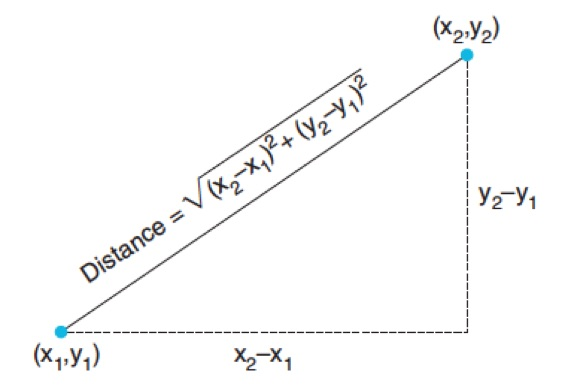 (x₂,y₂)
Distance = √(x₂–x₁)² + (y₂–y₁)²
y₂–y₁
(x₁,y₁)
x₂–x₁